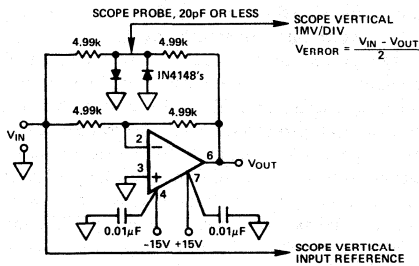 SCOPE PROBE, 20pF OR LESS
SCOPE VERTICAL
1MV/DIV
VERROR = VIN - VOUT
2
4.99k
4.99k
IN4148's
4.99k
4.99k
VIN
2
3
6
7
4
VOUT
0.01μF
0.01μF
-15V +15V
SCOPE VERTICAL
INPUT REFERENCE